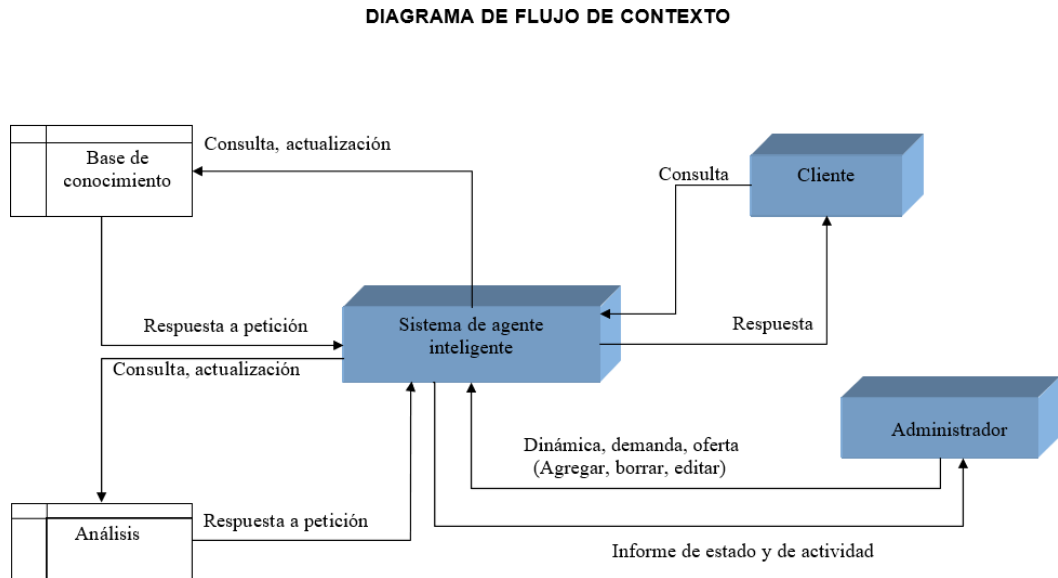 DIAGRAMA DE FLUJO DE CONTEXTO
Consulta, actualización
Base de
conocimiento
Consulta
Cliente
Respuesta a petición
Sistema de agente
inteligente
Respuesta
Consulta, actualización
Dinámica, demanda, oferta
(Agregar, borrar, editar)
Administrador
Análisis
Respuesta a petición
Informe de estado y de actividad